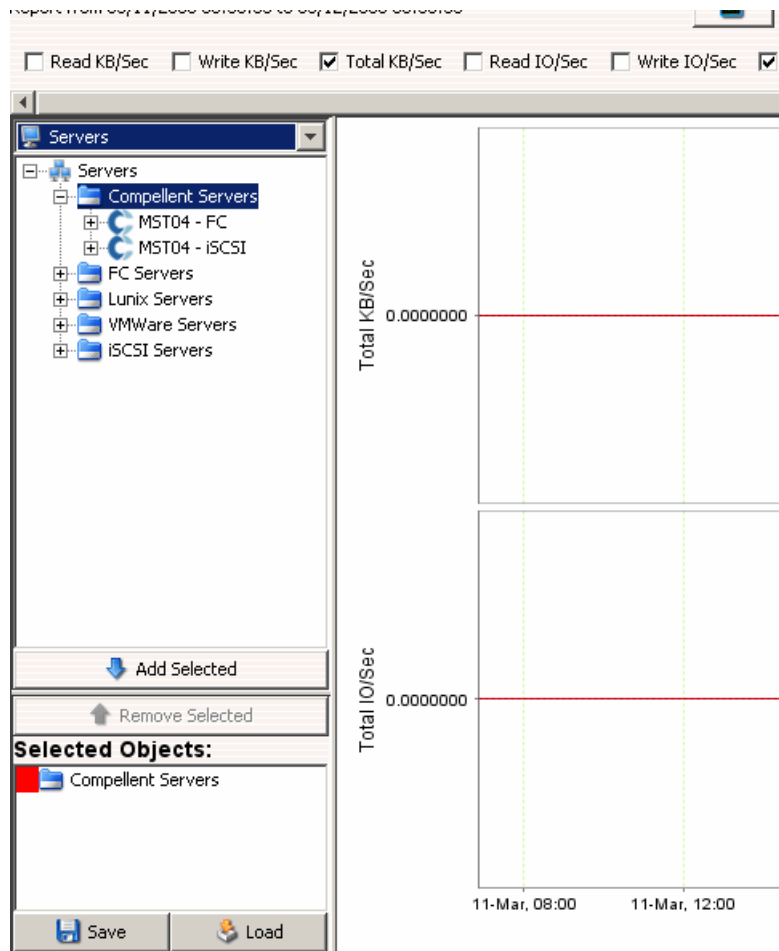 Read KB/Sec Write KB/Sec Total KB/Sec Read IO/Sec Write IO/Sec
Servers
Servers
Compellent Servers
MST04 - FC
MST04 - iSCSI
FC Servers
Lunix Servers
VMWare Servers
iSCSI Servers
Add Selected
Remove Selected
Selected Objects:
Compellent Servers
Save Load
Total KB/Sec
0.0000000
Total IO/Sec
0.0000000
11-Mar, 08:00 11-Mar, 12:00